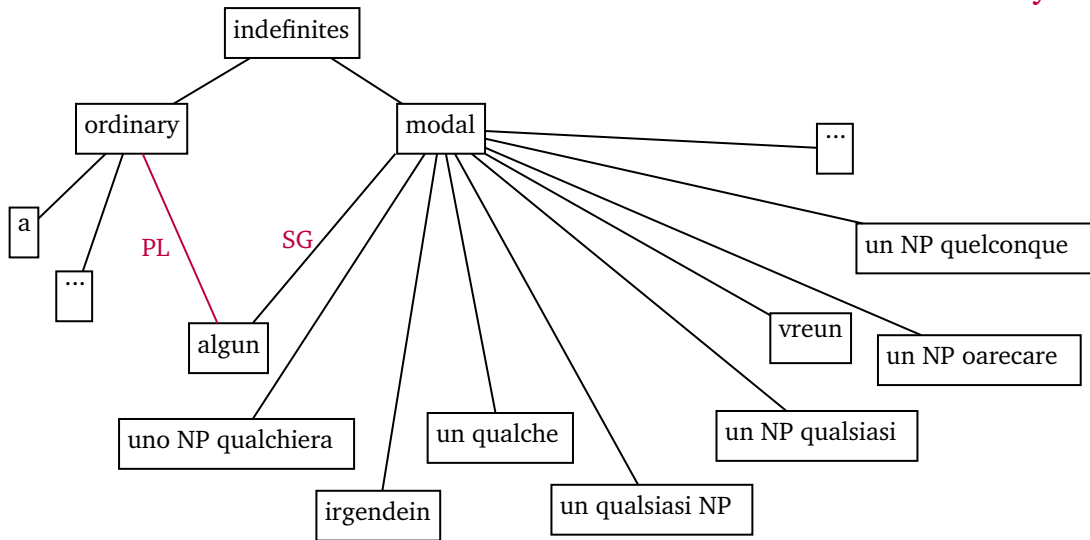 indefinites
ordinary
modal
...
a
PL
SG
un NP quelconque
...
algun
vreun
un NP oarecare
uno NP qualchiera
un qualche
un NP qualsiasi
irgendein
un qualsiasi NP